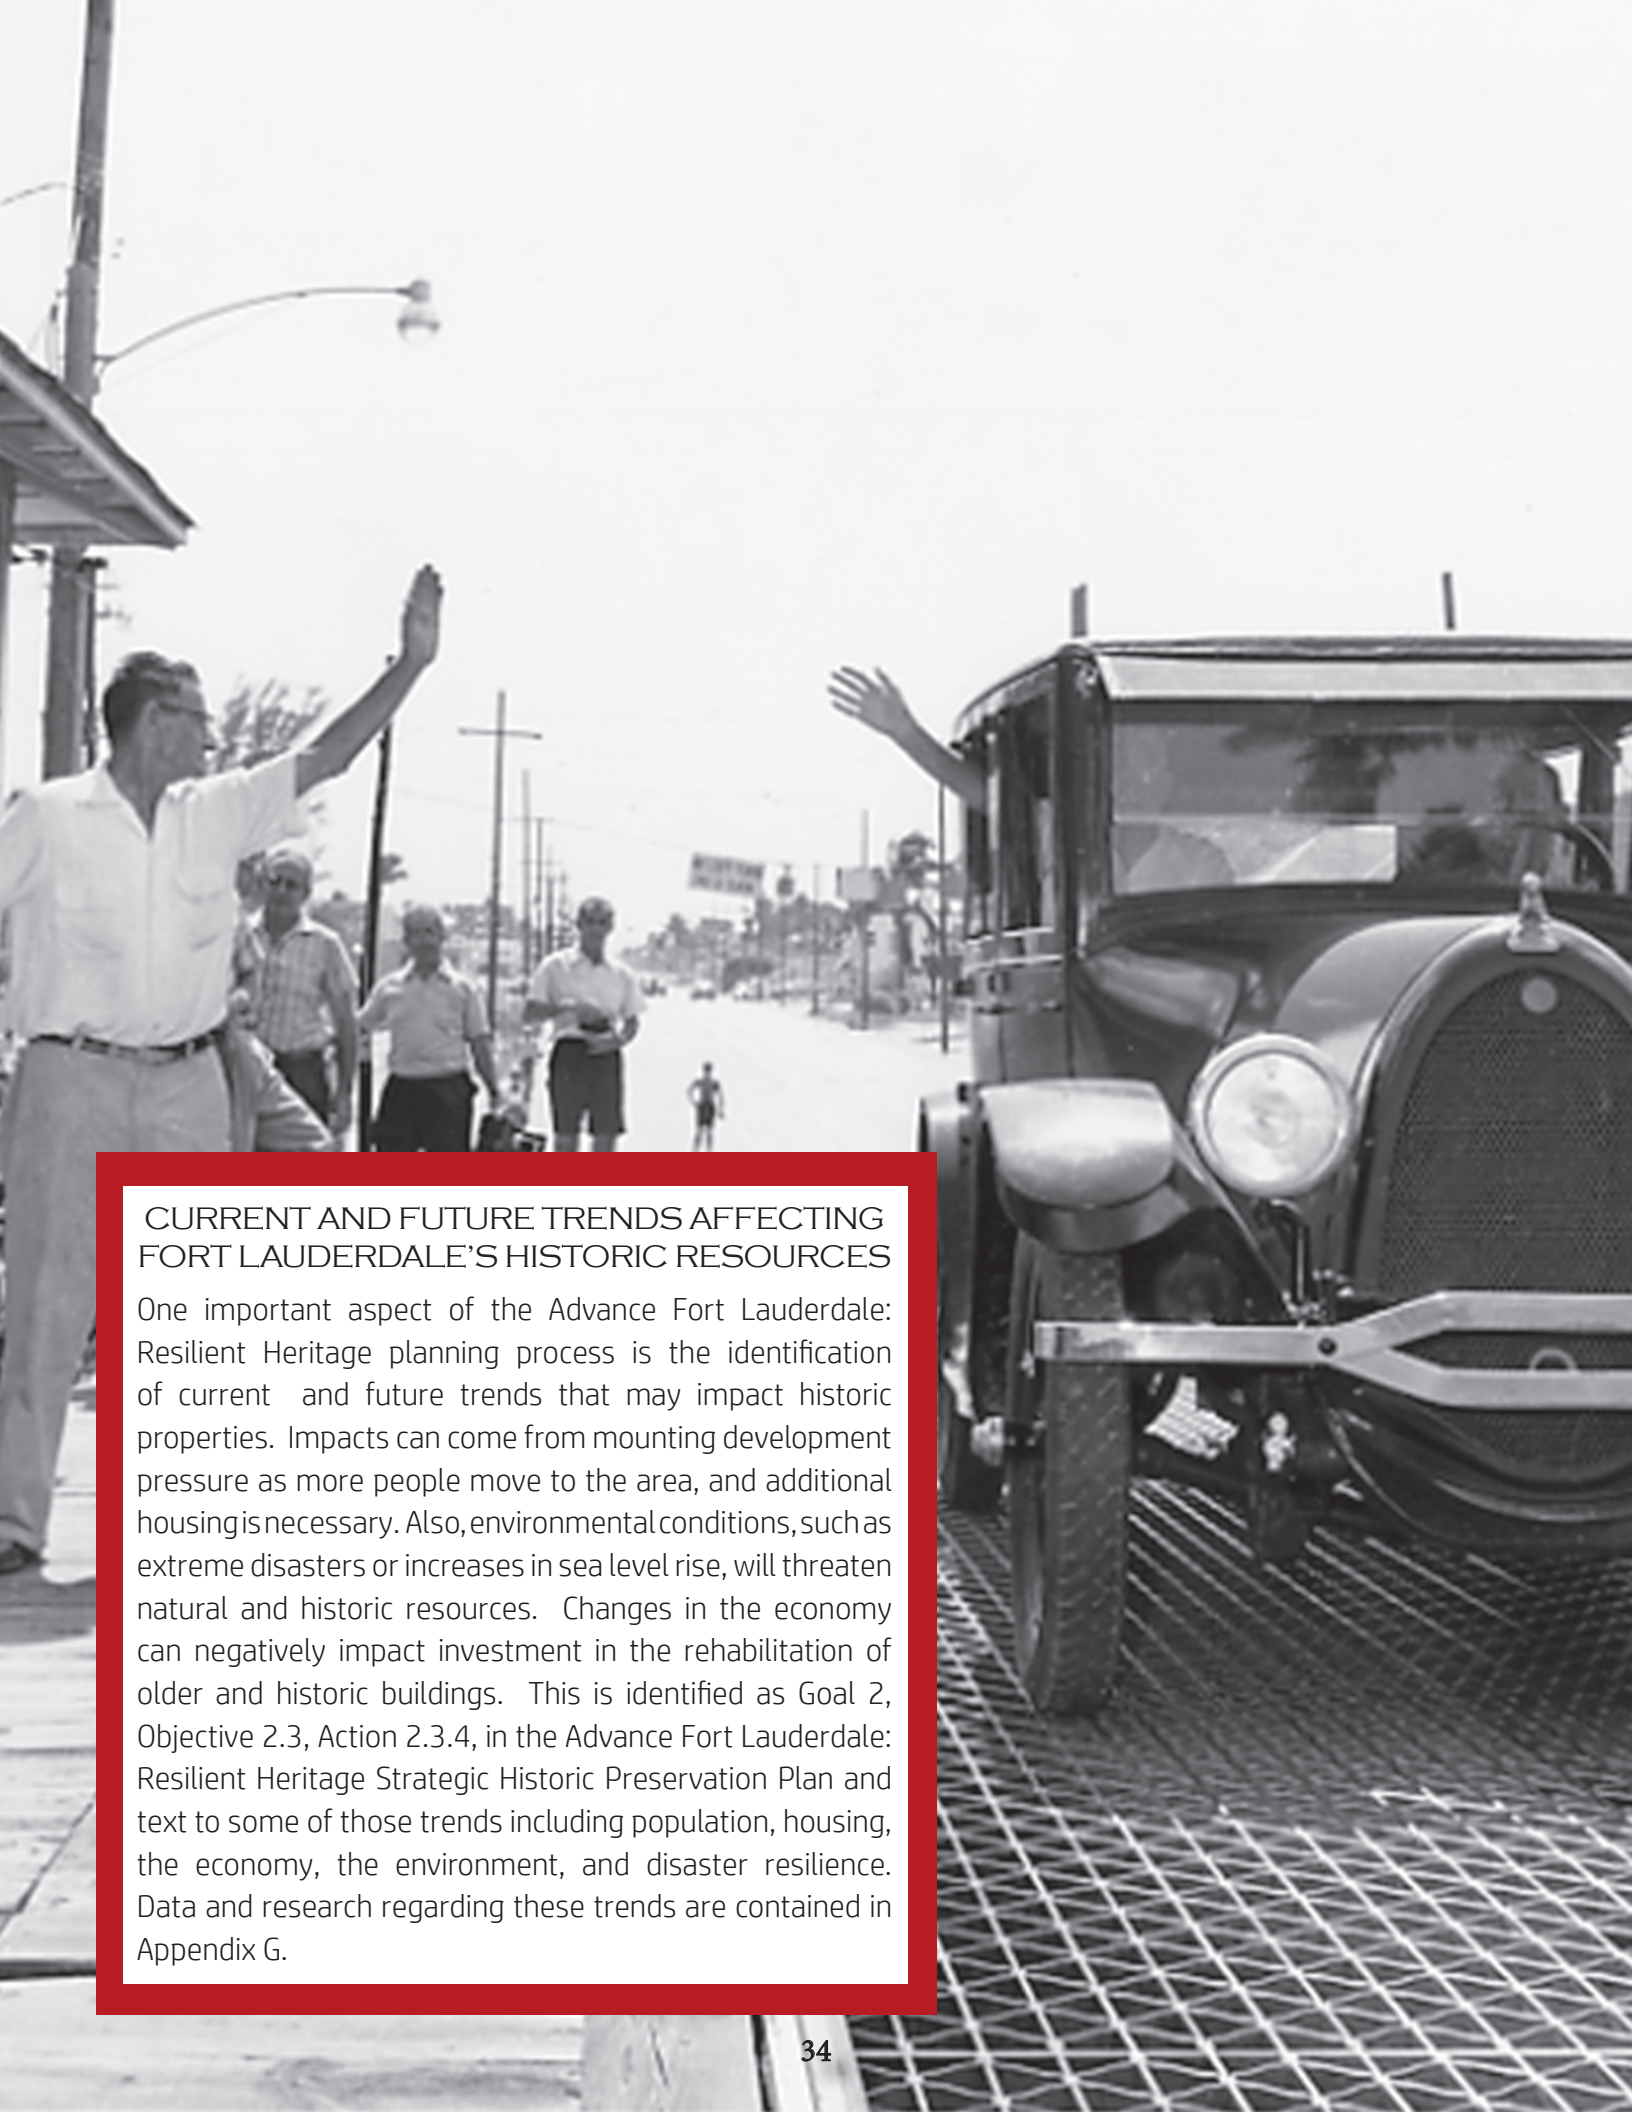 CURRENT AND FUTURE TRENDS AFFECTING
FORT LAUDERDALE'S HISTORIC RESOURCES
One important aspect of the Advance Fort Lauderdale:
Resilient Heritage planning process is the identification
of current and future trends that may impact historic
properties. Impacts can come from mounting development
pressure as more people move to the area, and additional
housing is necessary. Also, environmental conditions, such as
extreme disasters or increases in sea level rise, will threaten
natural and historic resources. Changes in the economy
can negatively impact investment in the rehabilitation of
older and historic buildings. This is identified as Goal 2,
Objective 2.3, Action 2.3.4, in the Advance Fort Lauderdale:
Resilient Heritage Strategic Historic Preservation Plan and
text to some of those trends including population, housing,
the economy, the environment, and disaster resilience.
Data and research regarding these trends are contained in
Appendix G.
34